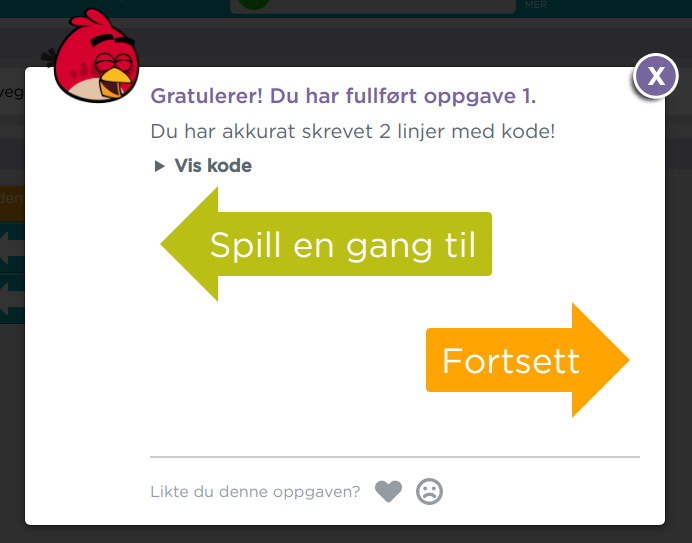 MER
veg
den
Gratulerer! Du har fullført oppgave 1.
Du har akkurat skrevet 2 linjer med kode!
Vis kode
Spill en gang til
Fortsett
Likte du denne oppgaven?
X